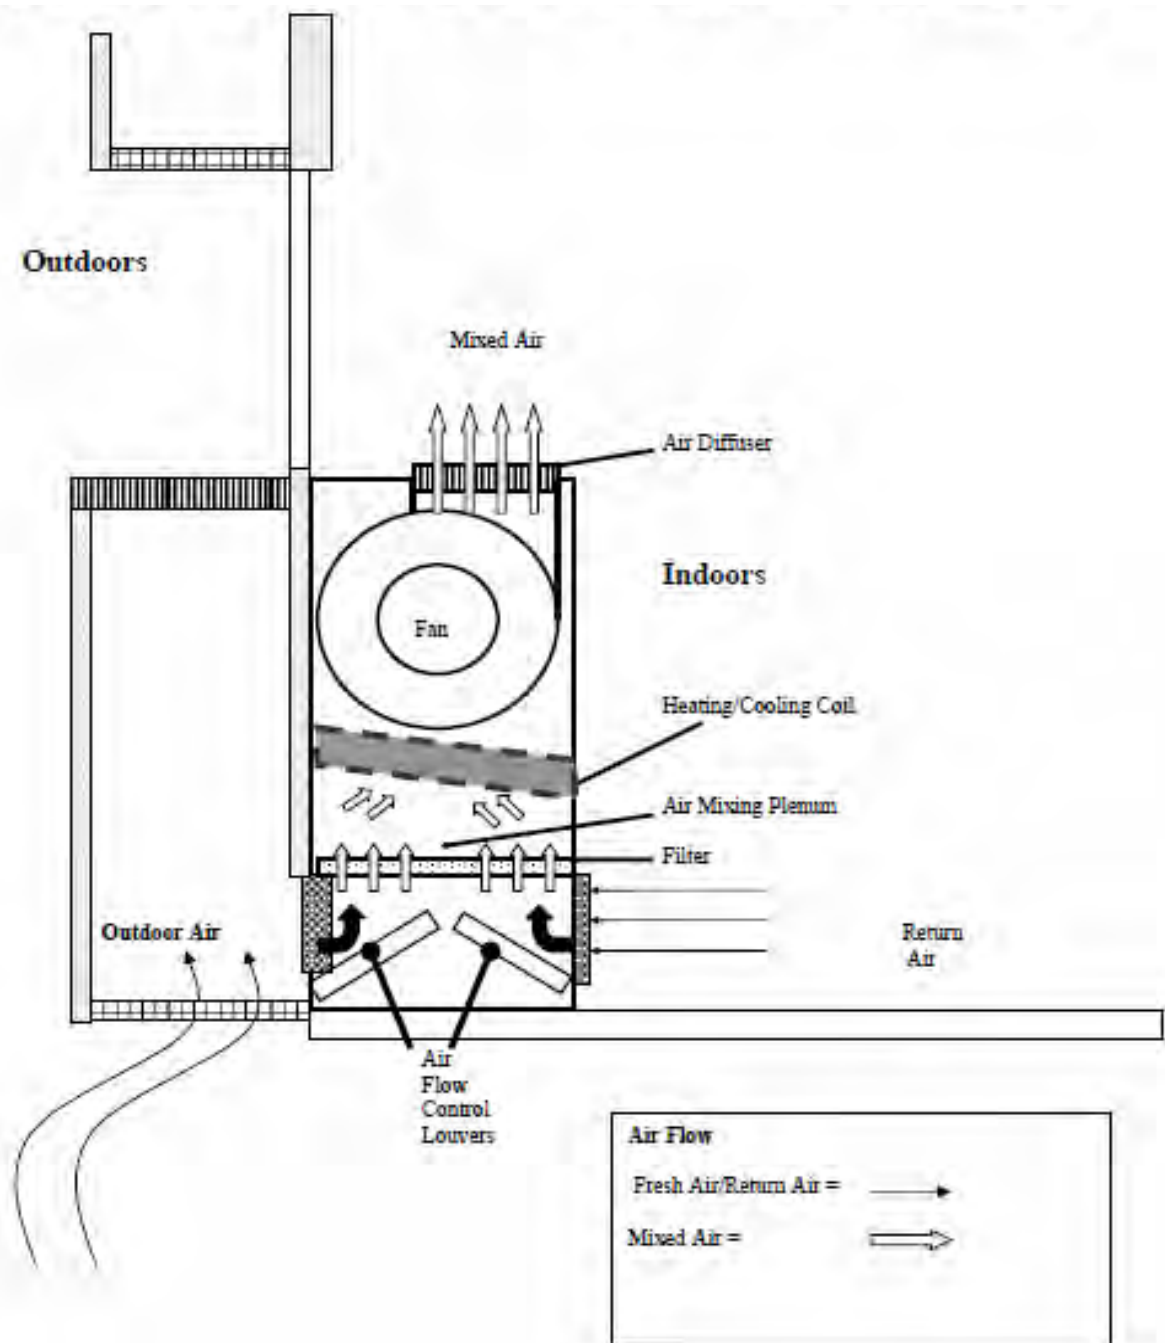 Outdoors
Mixed Air
Air Diffuser
Indoors
Fan
Heating/Cooling Coil
Air Mixing Plenum
Filter
Outdoor Air
Return
Air
Air
Flow
Control
Louvers
Air Flow
Fresh Air/Return Air =
Mixed Air =